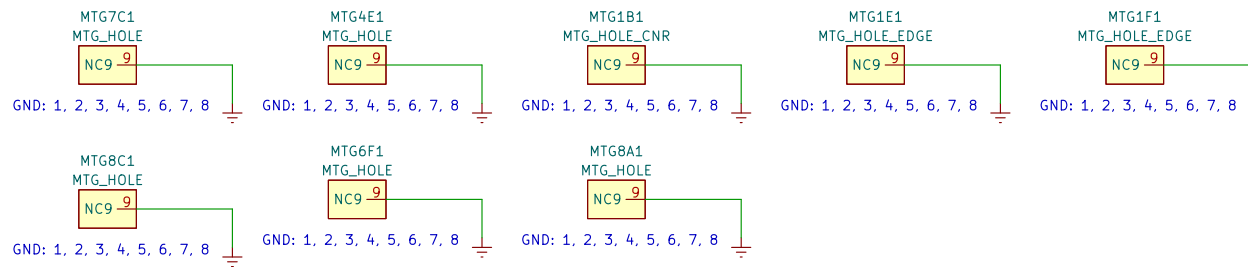 MTG7C1
MTG_HOLE
NC9 9
GND: 1, 2, 3, 4, 5, 6, 7, 8
MTG4E1
MTG_HOLE
NC9 9
GND: 1, 2, 3, 4, 5, 6, 7, 8
MTG1B1
MTG_HOLE_CNR
NC9 9
GND: 1, 2, 3, 4, 5, 6, 7, 8
MTG1E1
MTG_HOLE_EDGE
NC9 9
GND: 1, 2, 3, 4, 5, 6, 7, 8
MTG1F1
MTG_HOLE_EDGE
NC9 9
GND: 1, 2, 3, 4, 5, 6, 7, 8
MTG8C1
MTG_HOLE
NC9 9
GND: 1, 2, 3, 4, 5, 6, 7, 8
MTG6F1
MTG_HOLE
NC9 9
GND: 1, 2, 3, 4, 5, 6, 7, 8
MTG8A1
MTG_HOLE
NC9 9
GND: 1, 2, 3, 4, 5, 6, 7, 8